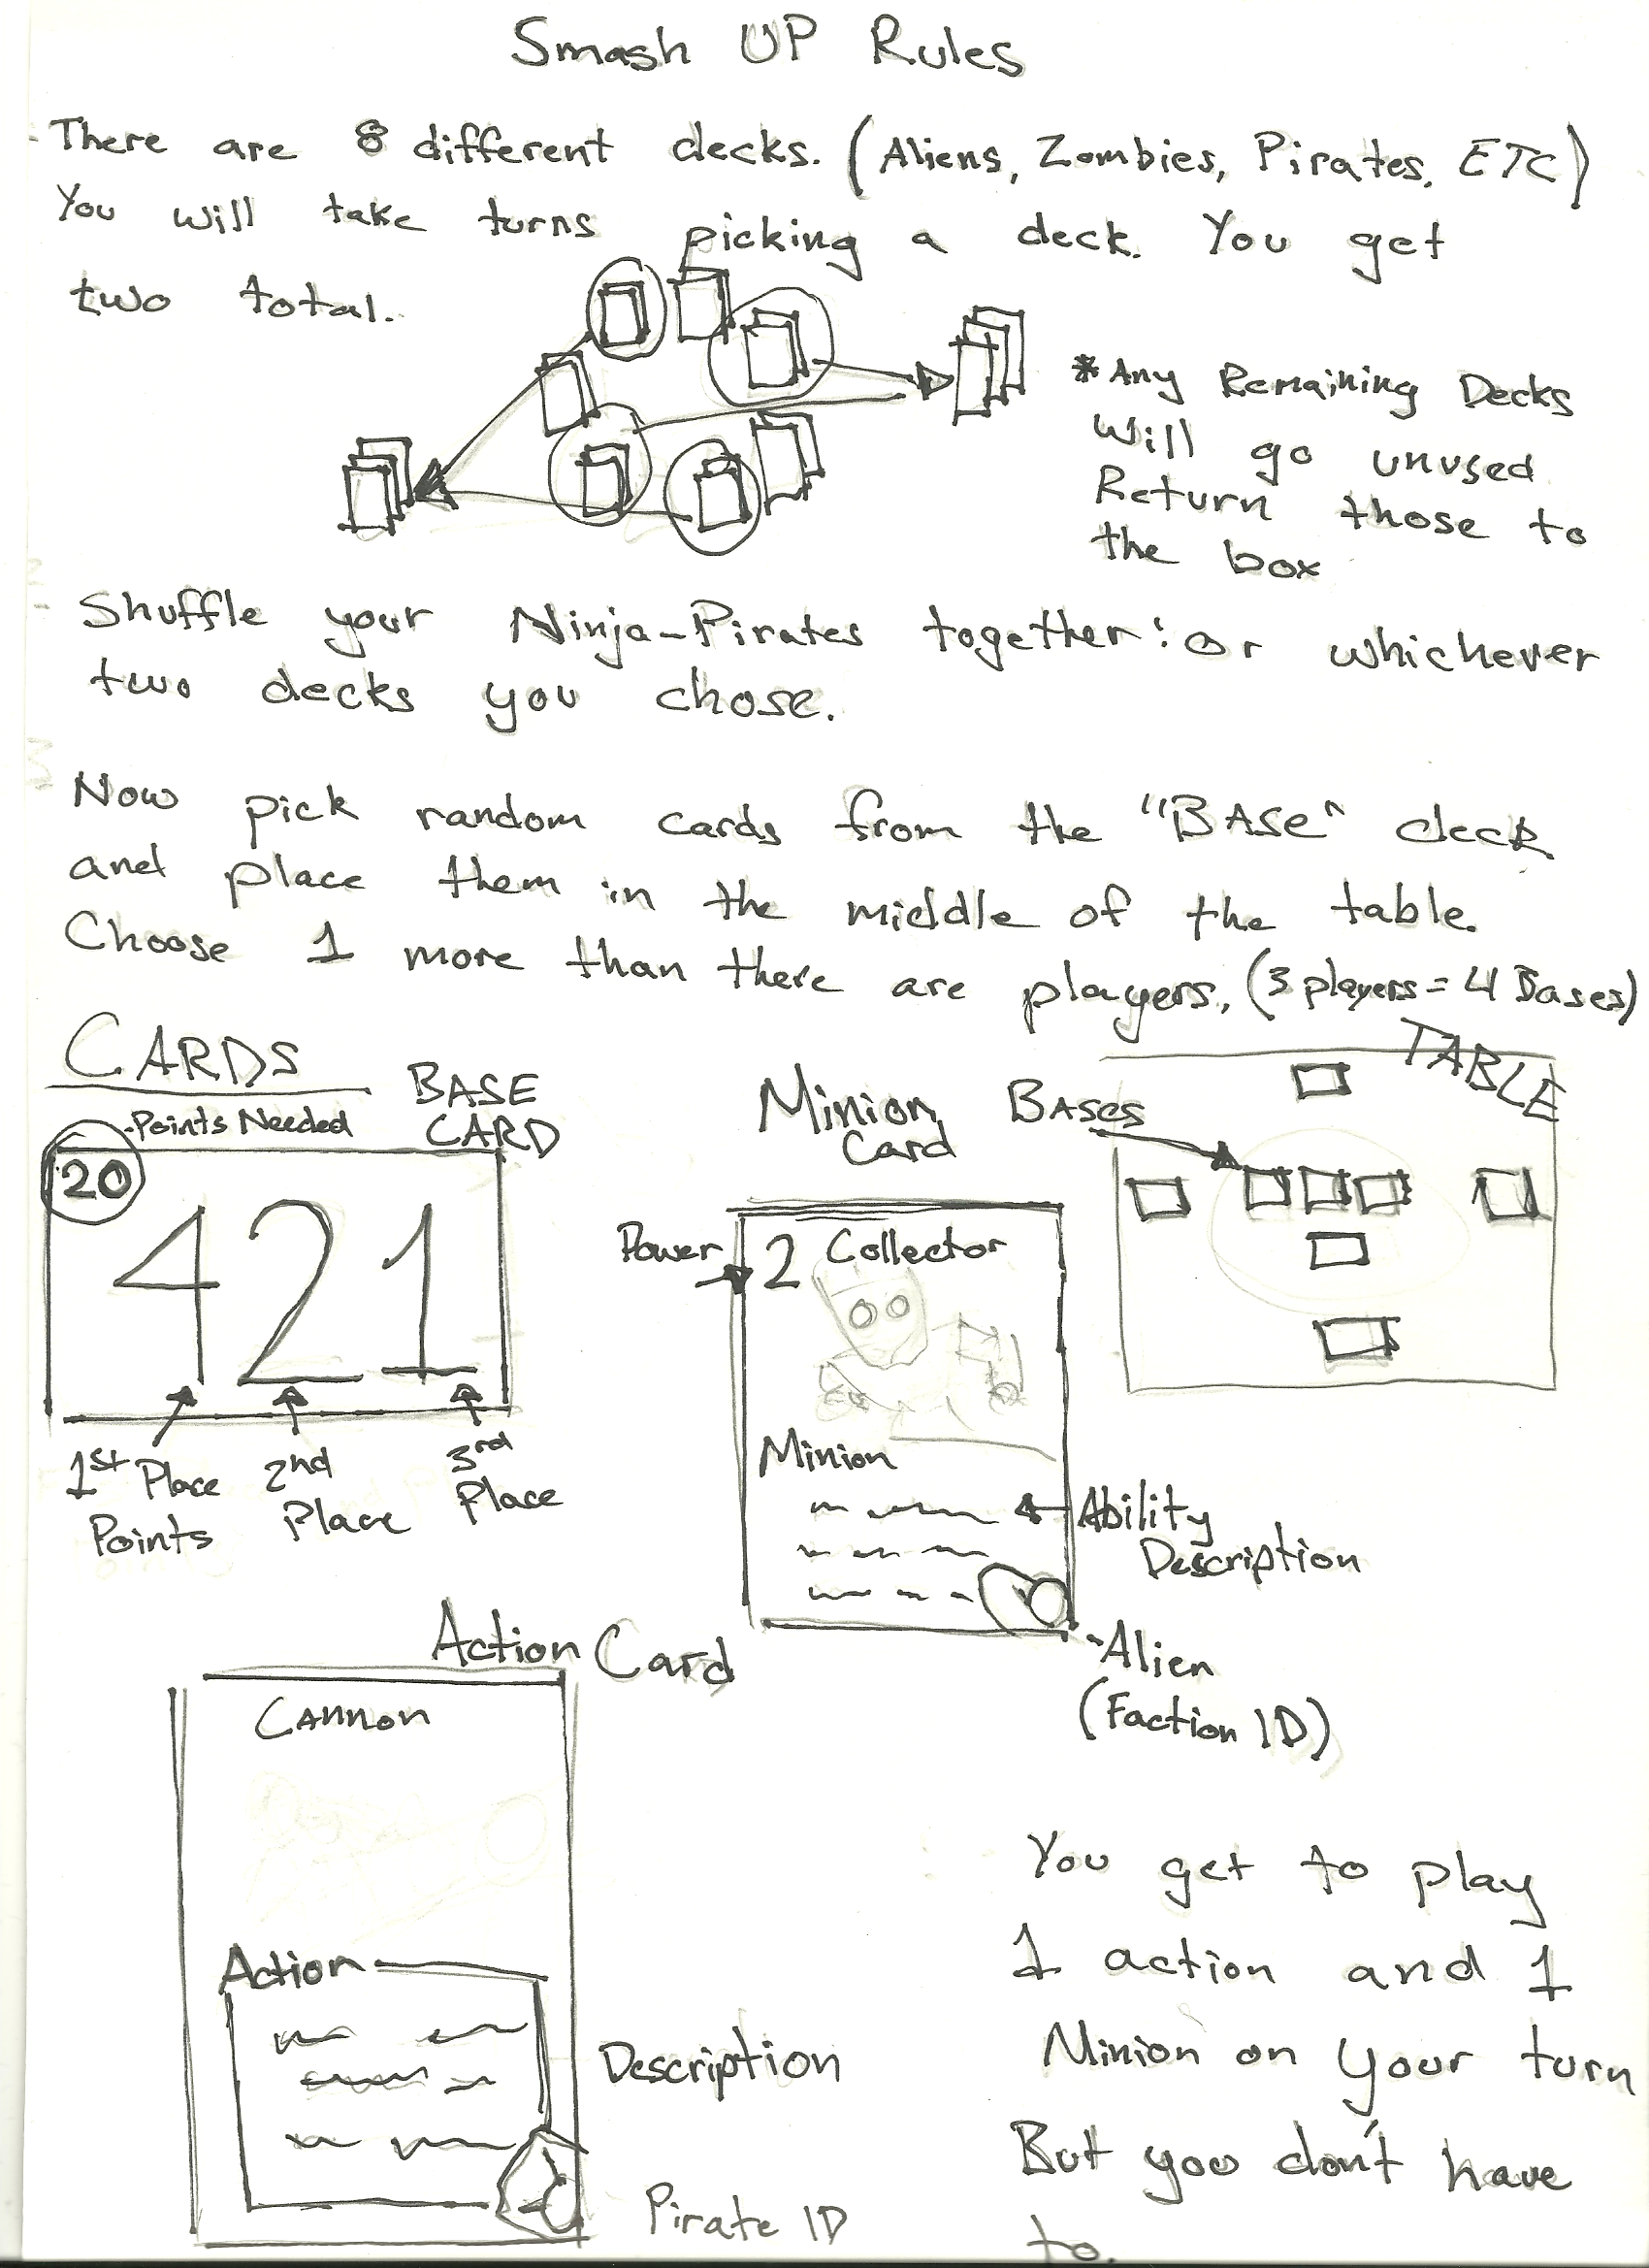 Smash UP Rules
- There are 8 different decks. (Aliens, Zombies, Pirates, ETC)
You will take turns picking a deck. You get
two total.
*Any Remaining Decks
will go unused
Return those to
the box
- Shuffle your Ninja-Pirates together! or whichever
two decks you chose.
Now pick random cards from the "BASE" deck
and place them in the middle of the table.
Choose 1 more than there are players, (3 players = 4 Bases)
CARDS
BASE
CARD
Points Needed
20
4 2 1
1st Place
Points
2nd
Place
3rd
Place
Minion
Card
Power
2 Collector
Minion
Ability
Description
Alien
(Faction ID)
BASES
TABLE
Action Card
Cannon
Action
Description
Pirate ID
You get to play
1 action and 1
Minion on your turn
But you don't have
to.